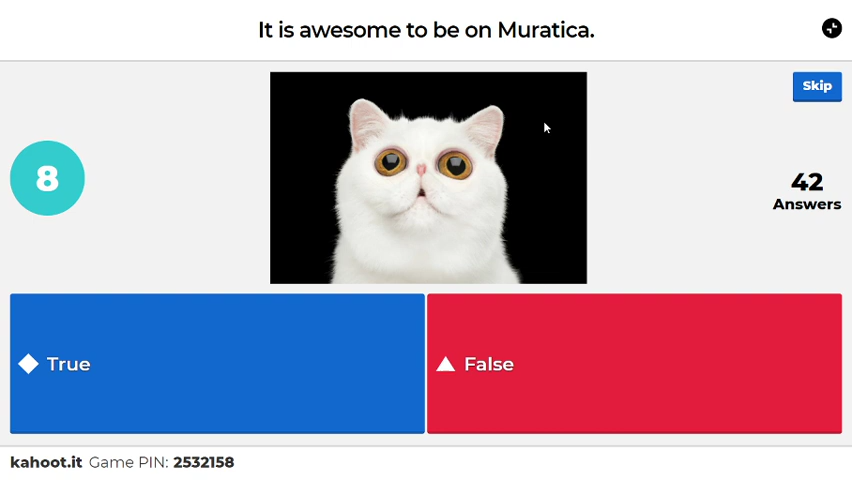 It is awesome to be on Muratica.
Skip
8
42
Answers
True
False
kahoot.it Game PIN: 2532158